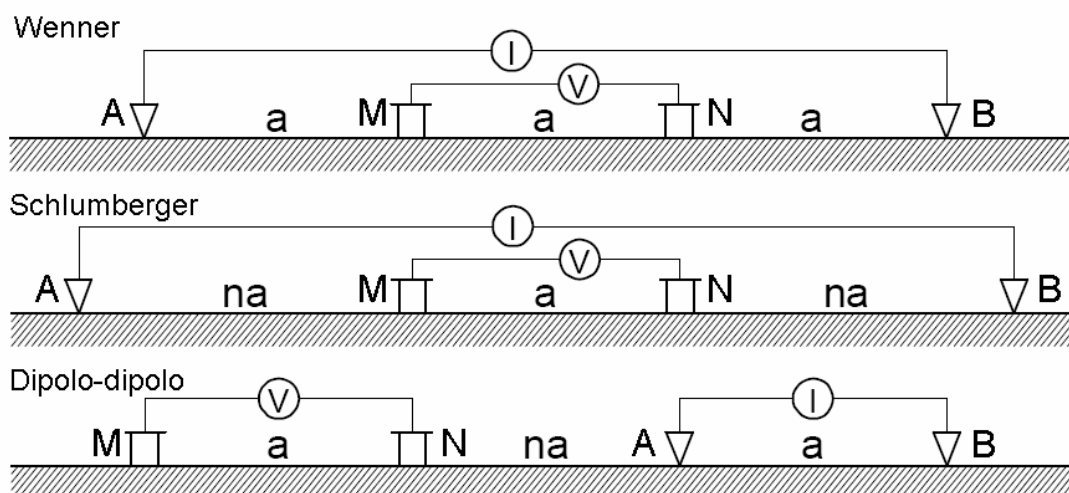 Wenner
I
V
A a M a N a B
Schlumberger
I
V
A na M a N na B
Dipolo-dipolo
V I
M a N na A a B